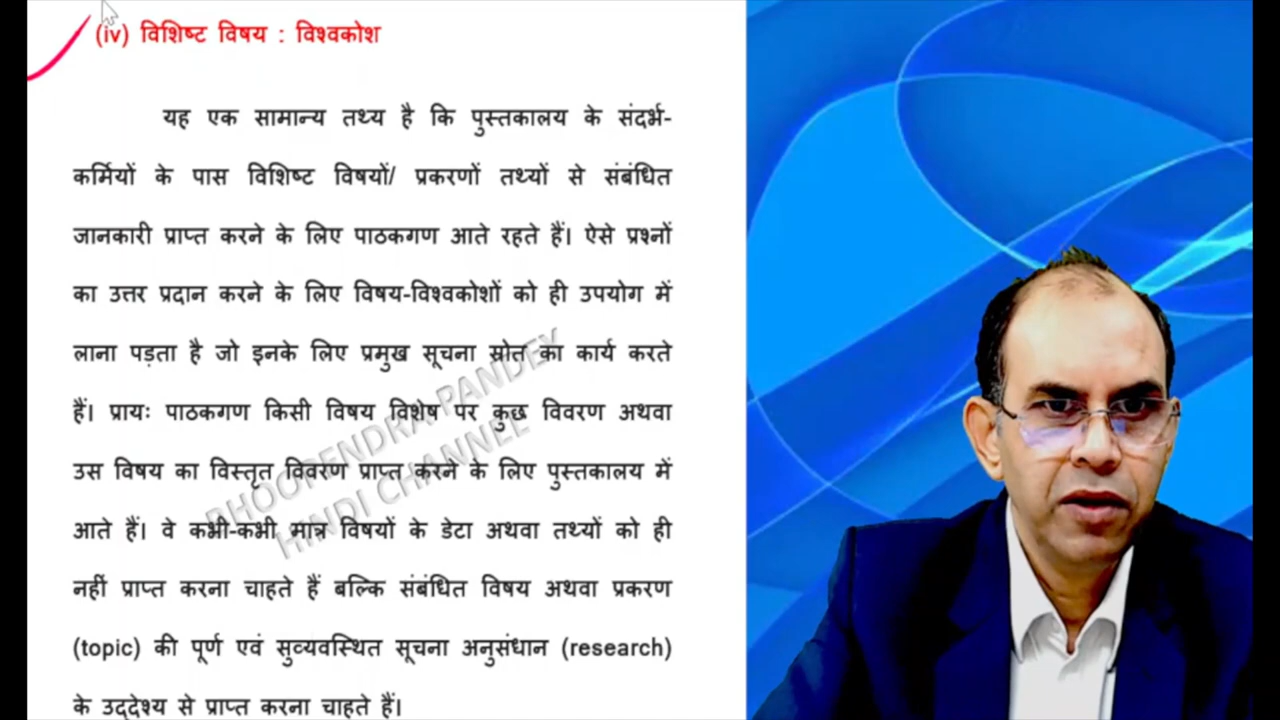 (iv) विशिष्ट विषय : विश्वकोश
यह एक सामान्य तथ्य है कि पुस्तकालय के संदर्भ-
कर्मियों के पास विशिष्ट विषयों/ प्रकरणों तथ्यों से संबंधित
जानकारी प्राप्त करने के लिए पाठकगण आते रहते हैं। ऐसे प्रश्नों
का उत्तर प्रदान करने के लिए विषय-विश्वकोशों को ही उपयोग में
लाना पड़ता है जो इनके लिए प्रमुख सूचना स्रोत का कार्य करते
हैं। प्रायः पाठकगण किसी विषय विशेष पर कुछ विवरण अथवा
उस विषय का विस्तृत विवरण प्राप्त करने के लिए पुस्तकालय में
आते हैं। वे कभी-कभी मात्र विषयों के डेटा अथवा तथ्यों को ही
नहीं प्राप्त करना चाहते हैं बल्कि संबंधित विषय अथवा प्रकरण
(topic) की पूर्ण एवं सुव्यवस्थित सूचना अनुसंधान (research)
के उद्देश्य से प्राप्त करना चाहते हैं।
BHOOPENDRA PANDEY
HINDI CHANNEL